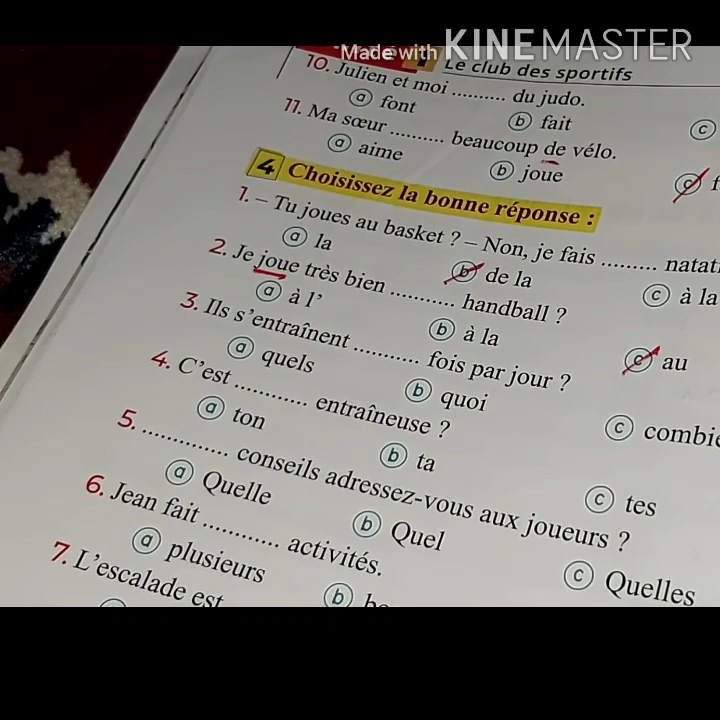 Made with KINEMASTER
Le club des sportifs
10. Julien et moi .......... du judo.
a font b fait c
11. Ma sœur .......... beaucoup de vélo.
a aime b joue c f
4 Choisissez la bonne réponse :
1. – Tu joues au basket ? – Non, je fais ......... natat
a la b de la c à la
2. Je joue très bien ............ handball ?
a à l' b à la c au
3. Ils s'entraînent ............ fois par jour ?
a quels b quoi c combie
4. C'est ............ entraîneuse ?
a ton b ta c tes
5. .............. conseils adressez-vous aux joueurs ?
a Quelle b Quel c Quelles
6. Jean fait ............ activités.
a plusieurs b
7. L'escalade est